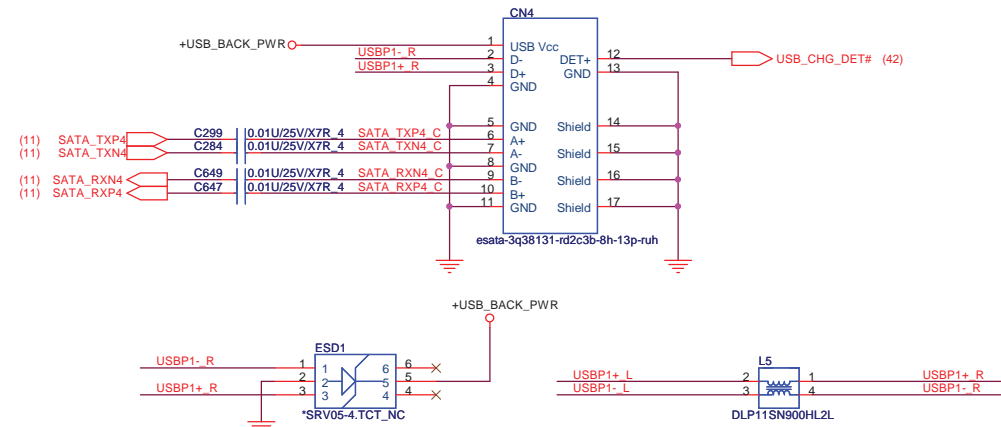 CN4
+USB_BACK_PWR 1 USB Vcc
USBP1-_R 2 D- DET+ 12 USB_CHG_DET# (42)
USBP1+_R 3 D+ GND 13
4 GND
5 GND Shield 14
(11) SATA_TXP4 C299 0.01U/25V/X7R_4 SATA_TXP4_C 6 A+
(11) SATA_TXN4 C284 0.01U/25V/X7R_4 SATA_TXN4_C 7 A- Shield 15
8 GND
(11) SATA_RXN4 C649 0.01U/25V/X7R_4 SATA_RXN4_C 9 B- Shield 16
(11) SATA_RXP4 C647 0.01U/25V/X7R_4 SATA_RXP4_C 10 B+
11 GND Shield 17
esata-3q38131-rd2c3b-8h-13p-ruh
+USB_BACK_PWR
ESD1
USBP1-_R 1 1 6 6
2 2 5 5
USBP1+_R 3 3 4 4
*SRV05-4.TCT_NC
L5
USBP1+_L 2 1 USBP1+_R
USBP1-_L 3 4 USBP1-_R
DLP11SN900HL2L